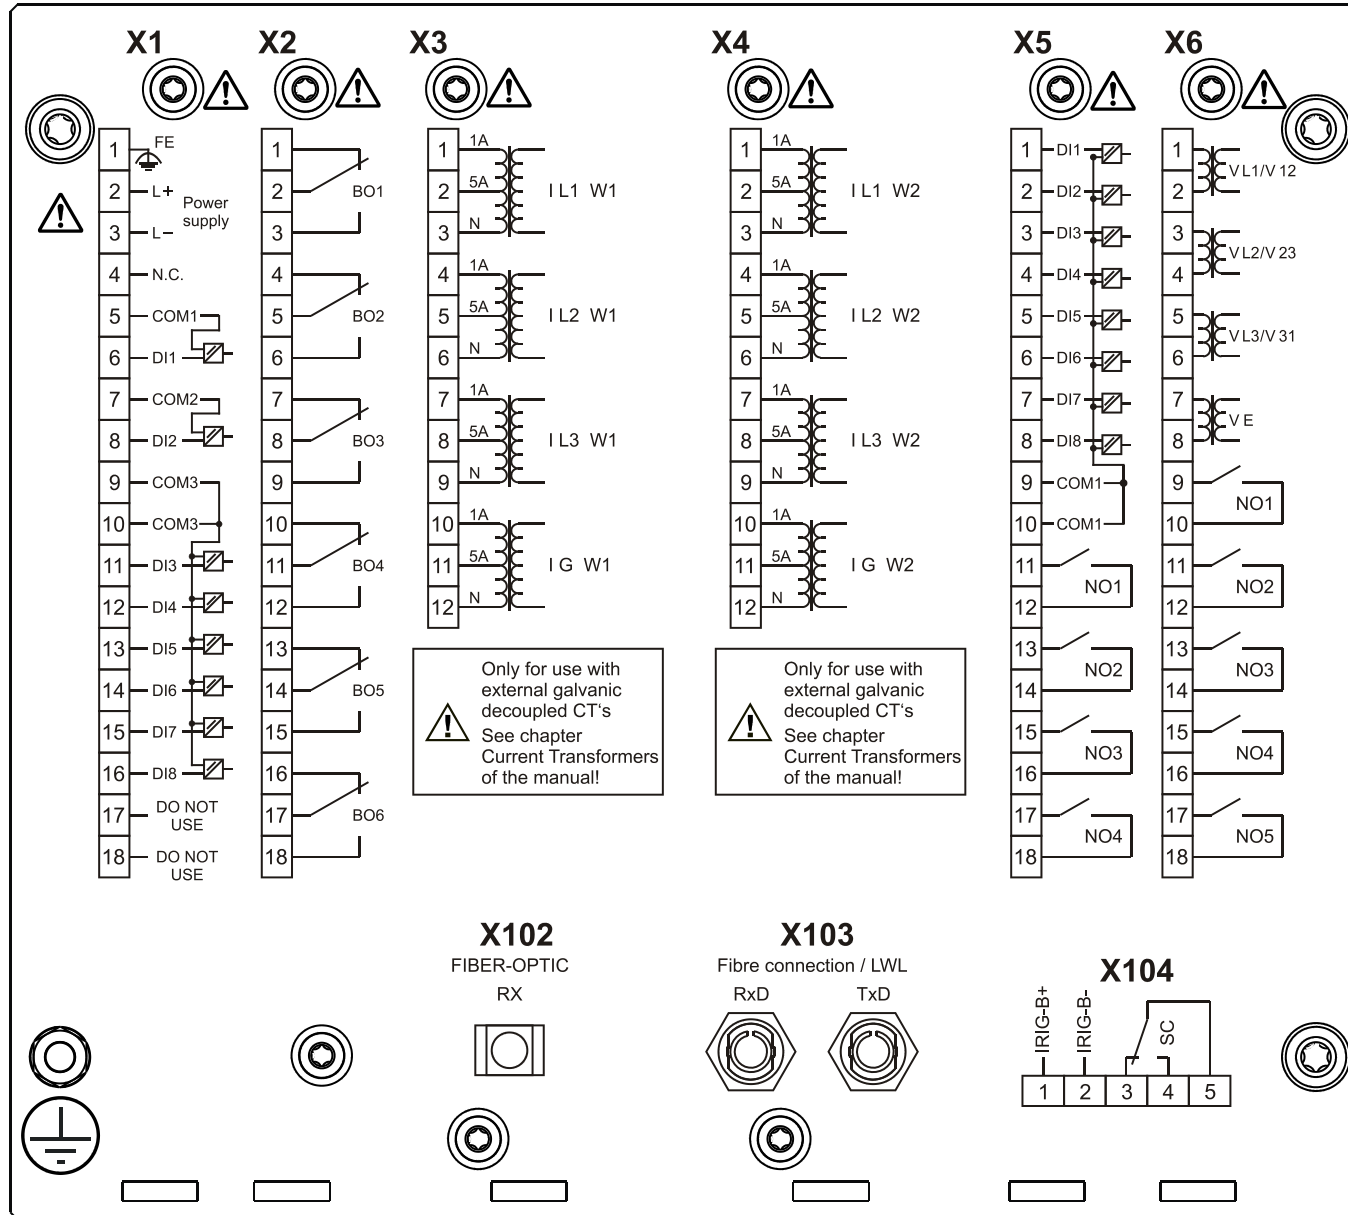 X1
1 FE
2 L+ Power
3 L- supply
4 N.C.
5 COM1
6 DI1
7 COM2
8 DI2
9 COM3
10 COM3
11 DI3
12 DI4
13 DI5
14 DI6
15 DI7
16 DI8
17 DO NOT
USE
18 DO NOT
USE
X2
1
2 BO1
3
4
5 BO2
6
7
8 BO3
9
10
11 BO4
12
13
14 BO5
15
16
17 BO6
18
X3
1 1A
2 5A I L1 W1
3 N
4 1A
5 5A I L2 W1
6 N
7 1A
8 5A I L3 W1
9 N
10 1A
11 5A I G W1
12 N
Only for use with
external galvanic
decoupled CT's
See chapter
Current Transformers
of the manual!
X4
1 1A
2 5A I L1 W2
3 N
4 1A
5 5A I L2 W2
6 N
7 1A
8 5A I L3 W2
9 N
10 1A
11 5A I G W2
12 N
Only for use with
external galvanic
decoupled CT's
See chapter
Current Transformers
of the manual!
X5
1 DI1
2 DI2
3 DI3
4 DI4
5 DI5
6 DI6
7 DI7
8 DI8
9 COM1
10 COM1
11
NO1
12
13
NO2
14
15
NO3
16
17
NO4
18
X6
1
V L1/V 12
2
3
V L2/V 23
4
5
V L3/V 31
6
7
V E
8
9
NO1
10
11
NO2
12
13
NO3
14
15
NO4
16
17
NO5
18
X102
FIBER-OPTIC
RX
X103
Fibre connection / LWL
RxD TxD
X104
IRIG-B+
IRIG-B-
SC
1 2 3 4 5